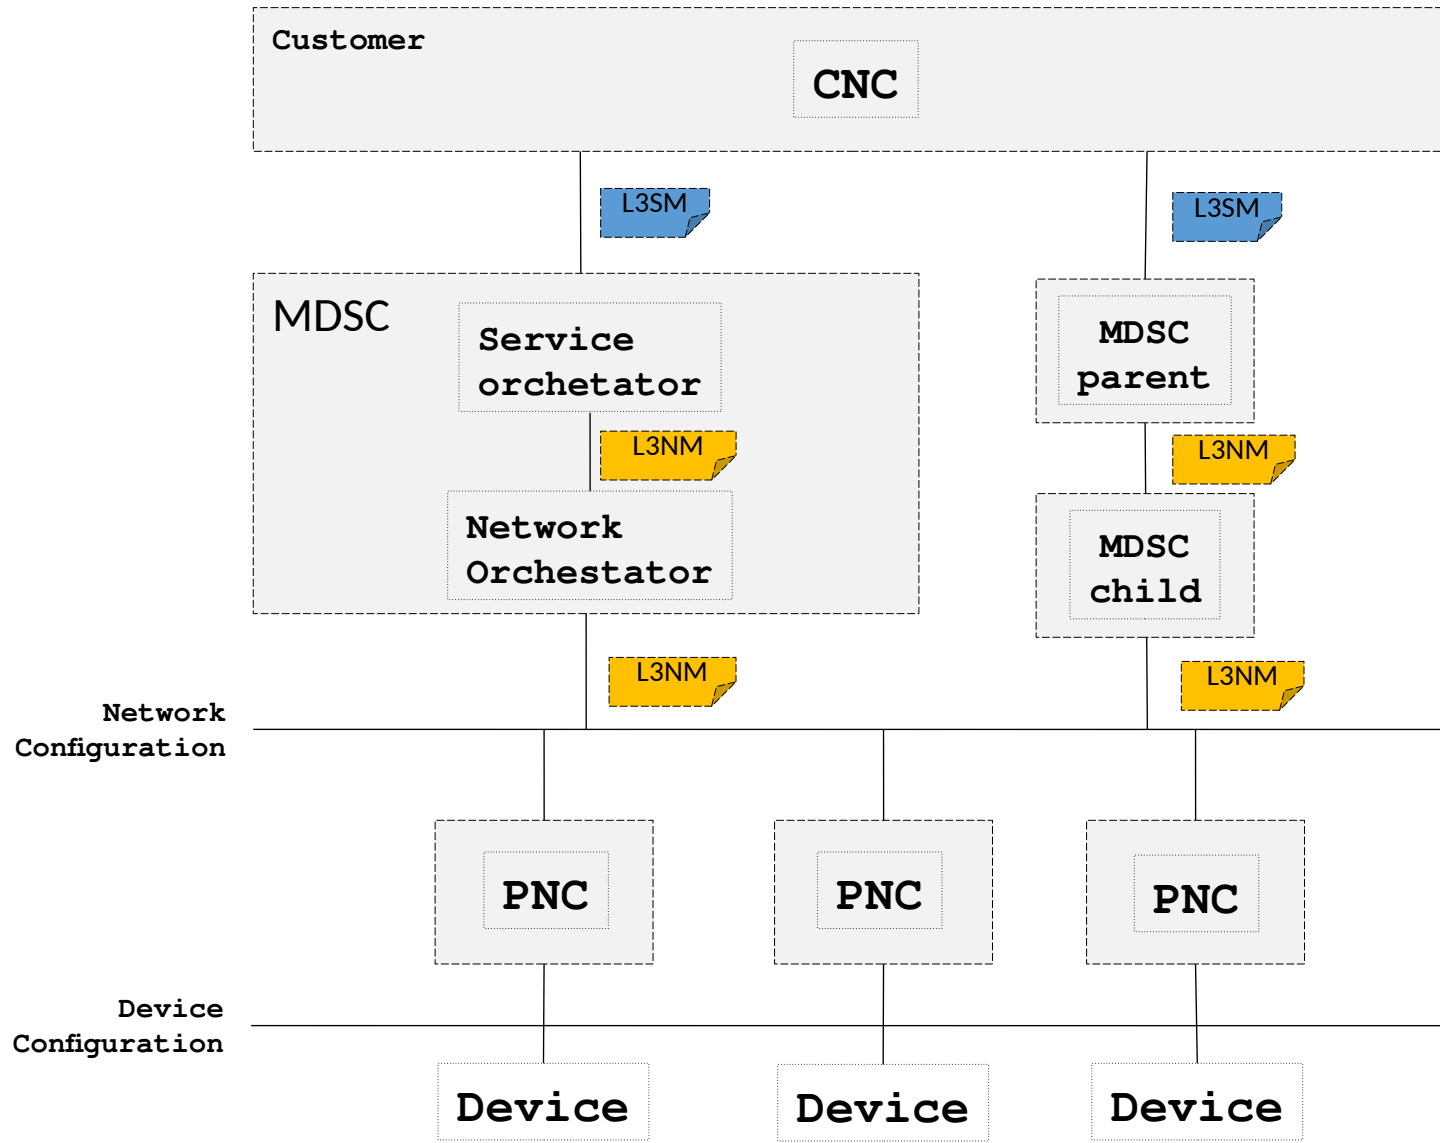 Customer
CNC
L3SM
L3SM
MDSC
Service
orchetator
MDSC
parent
L3NM
L3NM
Network
Orchestator
MDSC
child
L3NM
L3NM
Network
Configuration
PNC
PNC
PNC
Device
Configuration
Device
Device
Device